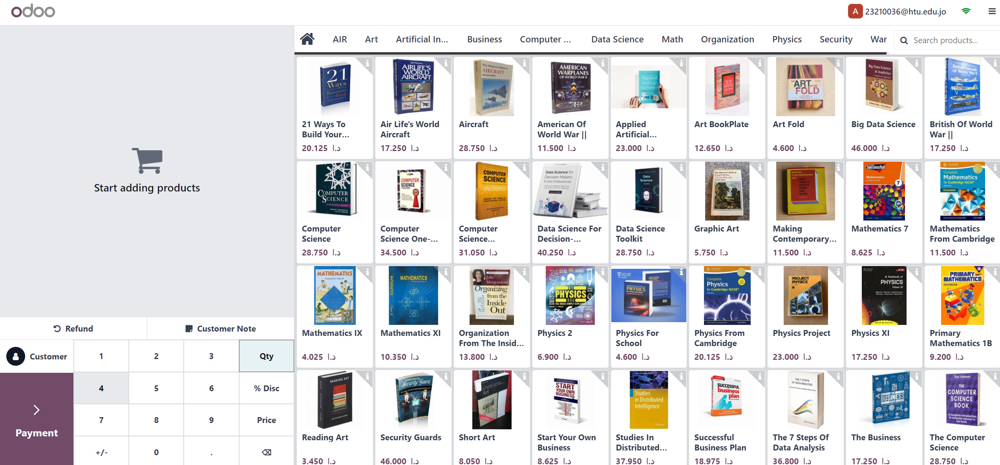 odoo
A 23210036@htu.edu.jo
AIR Art Artificial In... Business Computer ... Data Science Math Organization Physics Security War Search products...
Start adding products
Refund Customer Note
Customer 1 2 3 Qty
4 5 6 % Disc
7 8 9 Price
Payment
+/- 0 .
21 Ways To Build Your...
20.125 د.ا
Air Life's World Aircraft
17.250 د.ا
Aircraft
28.750 د.ا
American Of World War ||
11.500 د.ا
Applied Artificial...
23.000 د.ا
Art BookPlate
12.650 د.ا
Art Fold
4.600 د.ا
Big Data Science
46.000 د.ا
British Of World War ||
17.250 د.ا
Computer Science
28.750 د.ا
Computer Science One-...
34.500 د.ا
Computer Science...
31.050 د.ا
Data Science For Decision-...
40.250 د.ا
Data Science Toolkit
28.750 د.ا
Graphic Art
5.750 د.ا
Making Contemporary...
11.500 د.ا
Mathematics 7
8.625 د.ا
Mathematics From Cambridge
11.500 د.ا
Mathematics IX
4.025 د.ا
Mathematics XI
10.350 د.ا
Organization From The Insid...
13.800 د.ا
Physics 2
6.900 د.ا
Physics For School
4.600 د.ا
Physics From Cambridge
20.125 د.ا
Physics Project
23.000 د.ا
Physics XI
17.250 د.ا
Primary Mathematics 1B
9.200 د.ا
Reading Art
3.450 د.ا
Security Guards
46.000 د.ا
Short Art
8.050 د.ا
Start Your Own Business
8.625 د.ا
Studies In Distributed...
37.950 د.ا
Successful Business Plan
18.975 د.ا
The 7 Steps Of Data Analysis
36.800 د.ا
The Business
17.250 د.ا
The Computer Science
28.750 د.ا